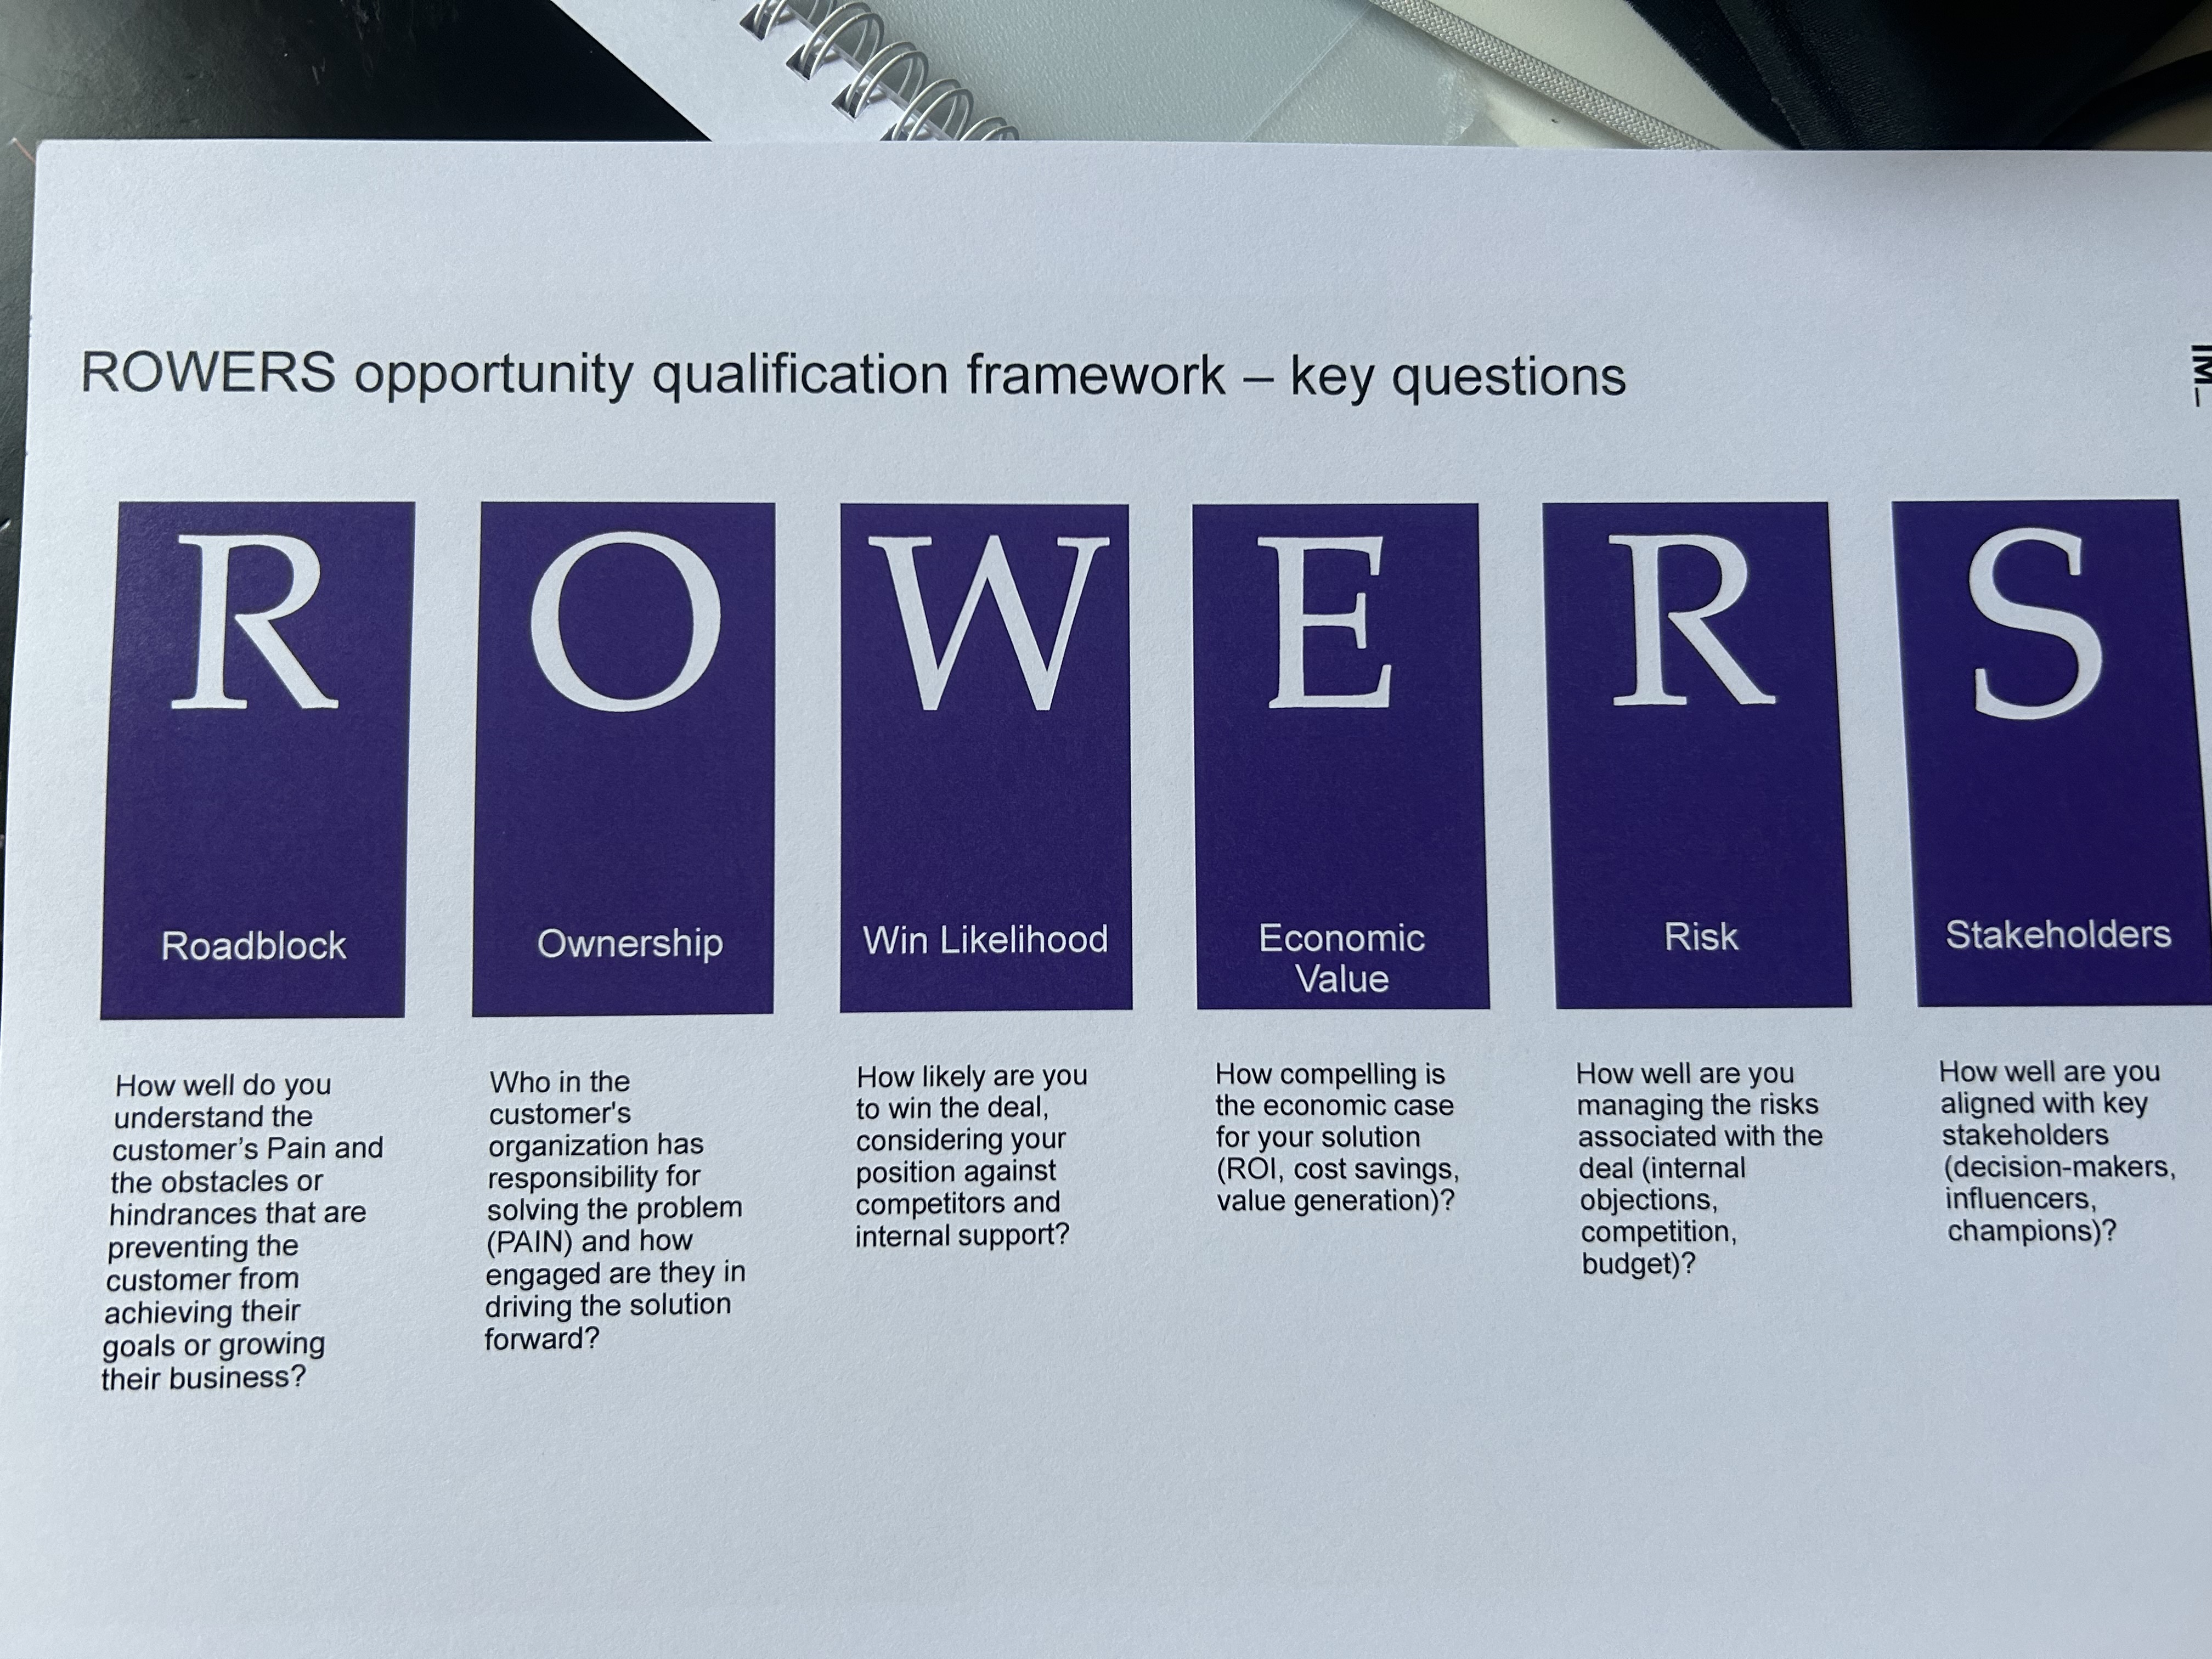 ROWERS opportunity qualification framework – key questions
R
Roadblock
How well do you
understand the
customer’s Pain and
the obstacles or
hindrances that are
preventing the
customer from
achieving their
goals or growing
their business?
O
Ownership
Who in the
customer's
organization has
responsibility for
solving the problem
(PAIN) and how
engaged are they in
driving the solution
forward?
W
Win Likelihood
How likely are you
to win the deal,
considering your
position against
competitors and
internal support?
E
Economic
Value
How compelling is
the economic case
for your solution
(ROI, cost savings,
value generation)?
R
Risk
How well are you
managing the risks
associated with the
deal (internal
objections,
competition,
budget)?
S
Stakeholders
How well are you
aligned with key
stakeholders
(decision-makers,
influencers,
champions)?